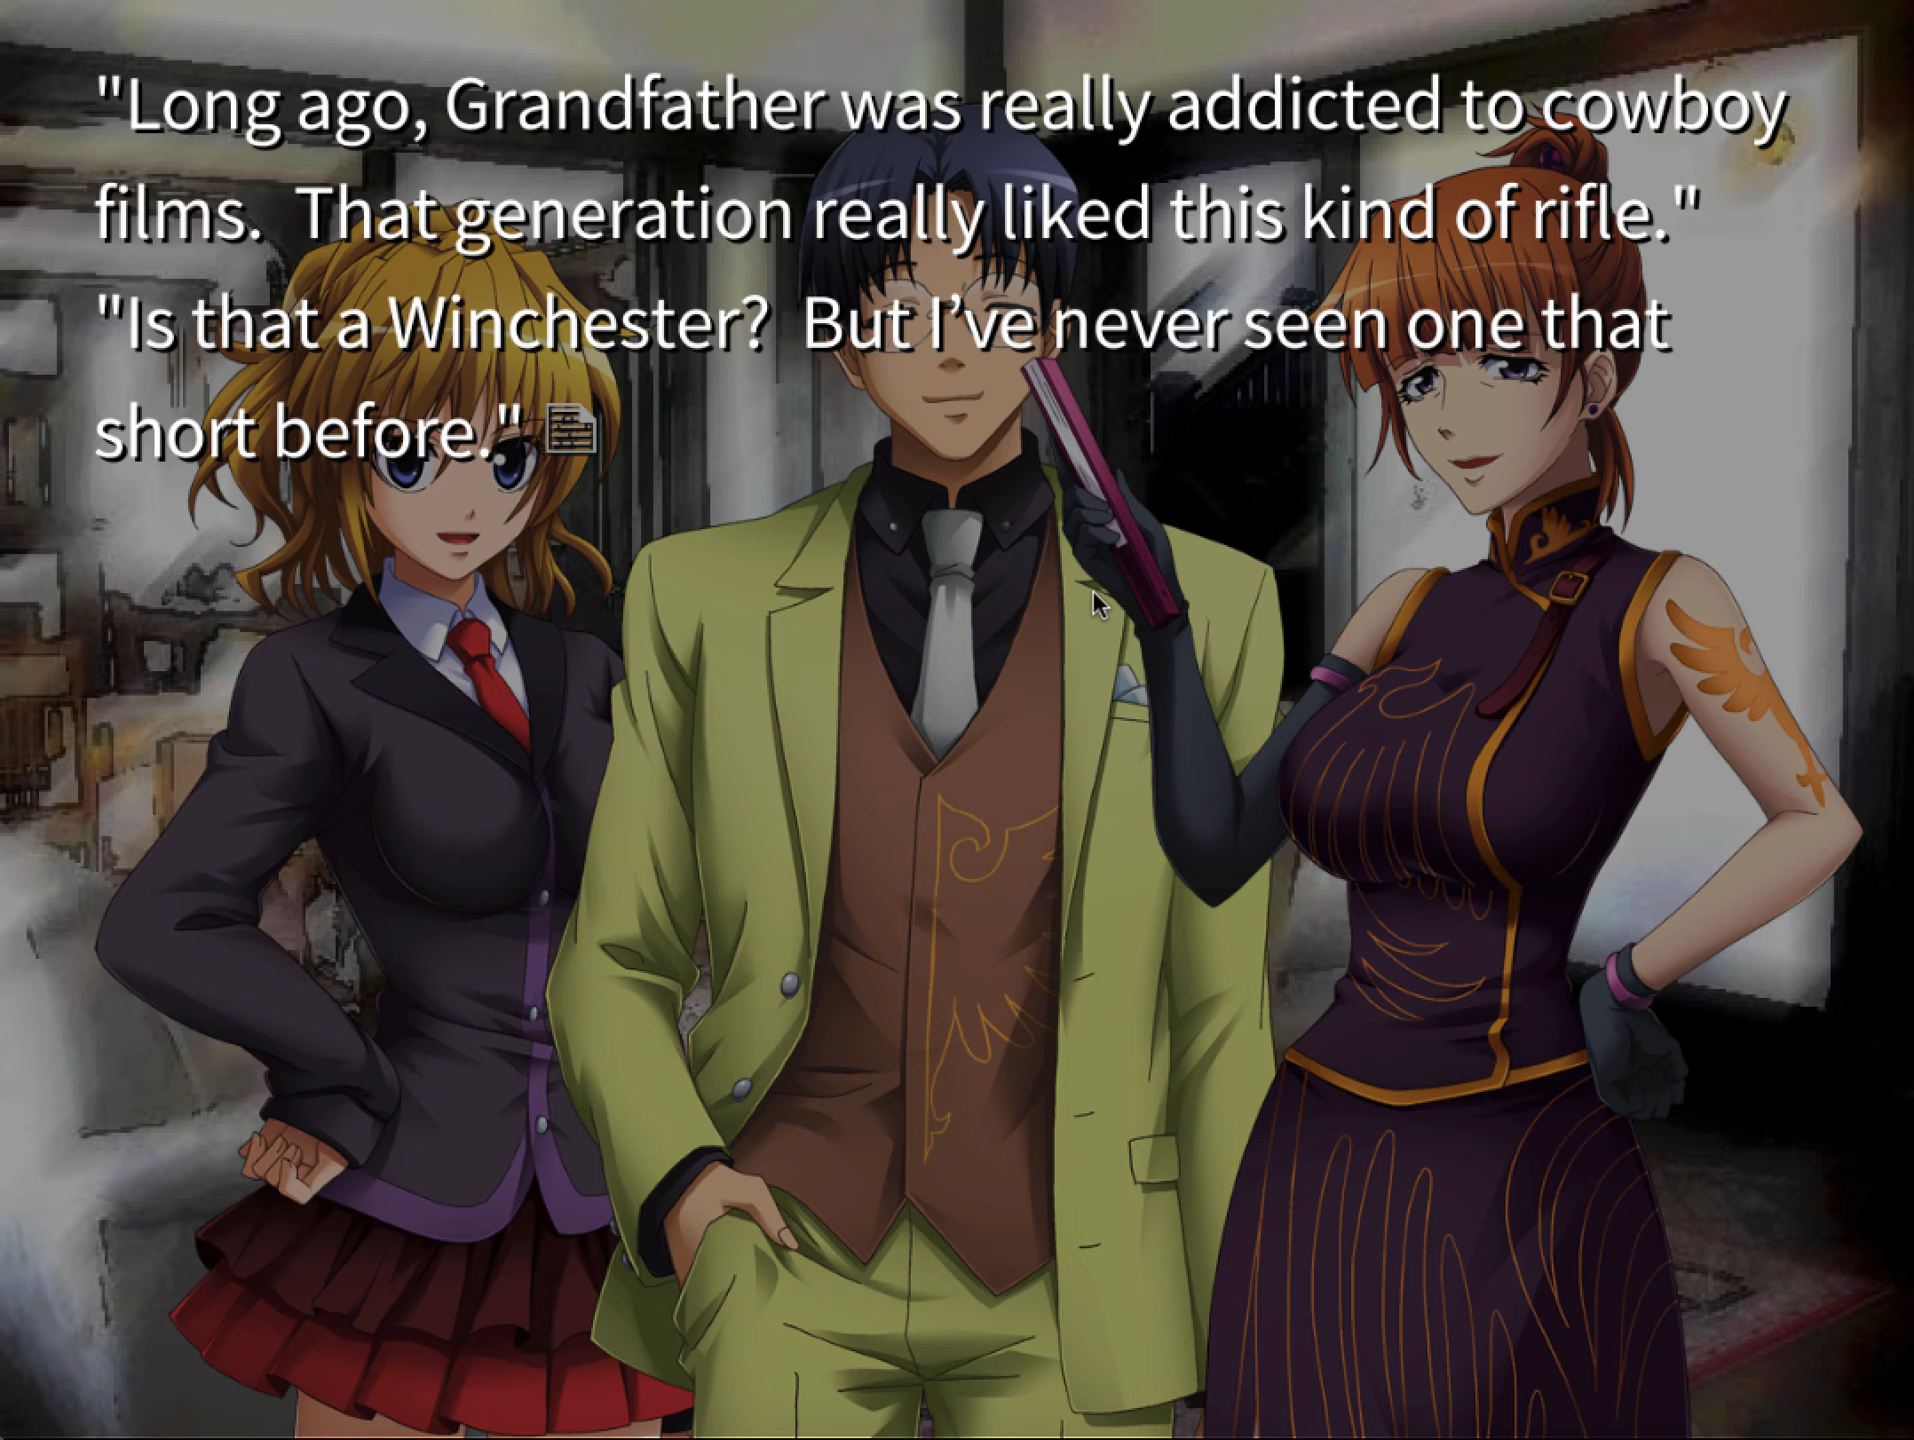 "Long ago, Grandfather was really addicted to cowboy
films.  That generation really liked this kind of rifle."
"Is that a Winchester?  But I’ve never seen one that
short before."